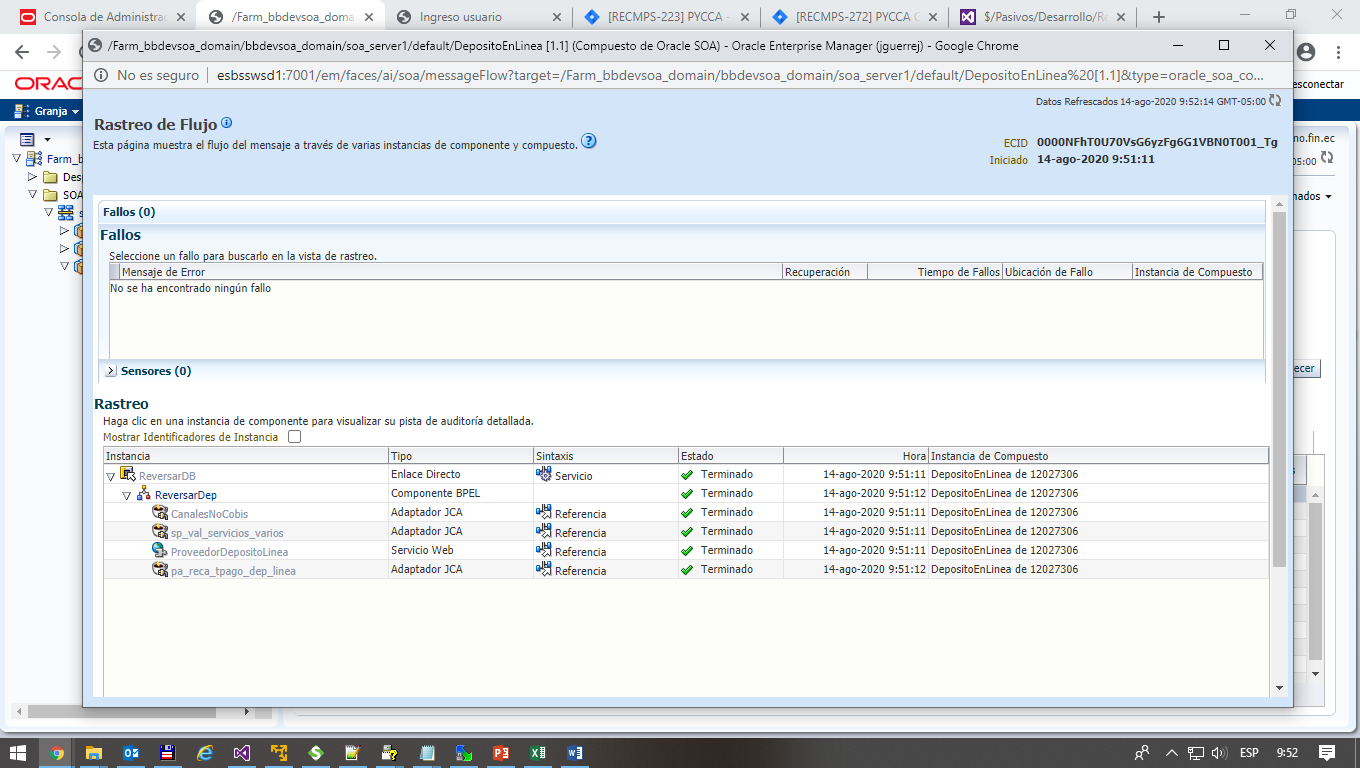 Consola de Administrac
/Farm_bbdevsoa_doma
Ingreso usuario
[RECMPS-223] PYCCA -
[RECMPS-272] PYCCA C
$/Pasivos/Desarrollo/Re
/Farm_bbdevsoa_domain/bbdevsoa_domain/soa_server1/default/DepositoEnLinea [1.1] (Compuesto de Oracle SOA) - Oracle Enterprise Manager (jguerrej) - Google Chrome
No es seguro | esbsswsd1:7001/em/faces/ai/soa/messageFlow?target=/Farm_bbdevsoa_domain/bbdevsoa_domain/soa_server1/default/DepositoEnLinea%20[1.1]&type=oracle_soa_co...
ORAC
esconectar
Granja
Datos Refrescados 14-ago-2020 9:52:14 GMT-05:00
Rastreo de Flujo
Esta página muestra el flujo del mensaje a través de varias instancias de componente y compuesto.
ECID 0000NFhT0U70VsG6yzFg6G1VBN0T001_Tg
Iniciado 14-ago-2020 9:51:11
no.fin.ec
05:00
Farm_b
Des
SOA
s
nados
Fallos (0)
Fallos
Seleccione un fallo para buscarlo en la vista de rastreo.
Mensaje de Error Recuperación Tiempo de Fallos Ubicación de Fallo Instancia de Compuesto
No se ha encontrado ningún fallo
Sensores (0)
ecer
Rastreo
Haga clic en una instancia de componente para visualizar su pista de auditoría detallada.
Mostrar Identificadores de Instancia
Instancia Tipo Sintaxis Estado Hora Instancia de Compuesto
ReversarDB Enlace Directo Servicio Terminado 14-ago-2020 9:51:11 DepositoEnLinea de 12027306
ReversarDep Componente BPEL Terminado 14-ago-2020 9:51:12 DepositoEnLinea de 12027306
CanalesNoCobis Adaptador JCA Referencia Terminado 14-ago-2020 9:51:11 DepositoEnLinea de 12027306
sp_val_servicios_varios Adaptador JCA Referencia Terminado 14-ago-2020 9:51:11 DepositoEnLinea de 12027306
ProveedorDepositoLinea Servicio Web Referencia Terminado 14-ago-2020 9:51:11 DepositoEnLinea de 12027306
pa_reca_tpago_dep_linea Adaptador JCA Referencia Terminado 14-ago-2020 9:51:12 DepositoEnLinea de 12027306
s
ESP 9:52